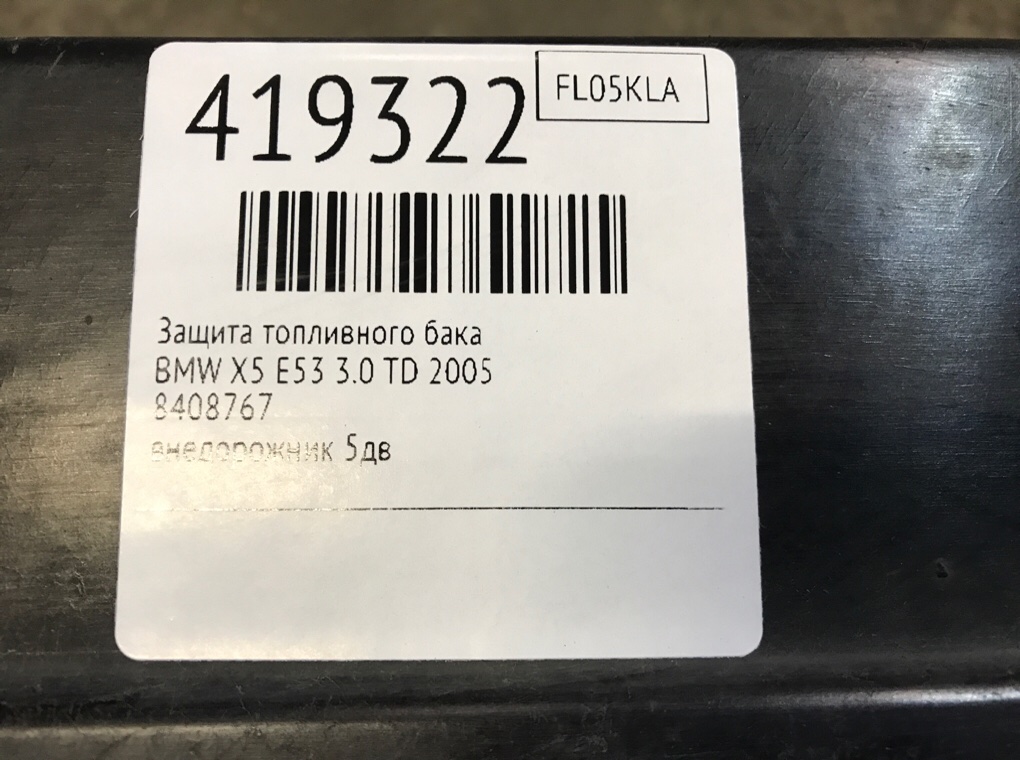 419322
FL05KLA
Защита топливного бака
BMW X5 E53 3.0 TD 2005
8408767
внедорожник 5дв